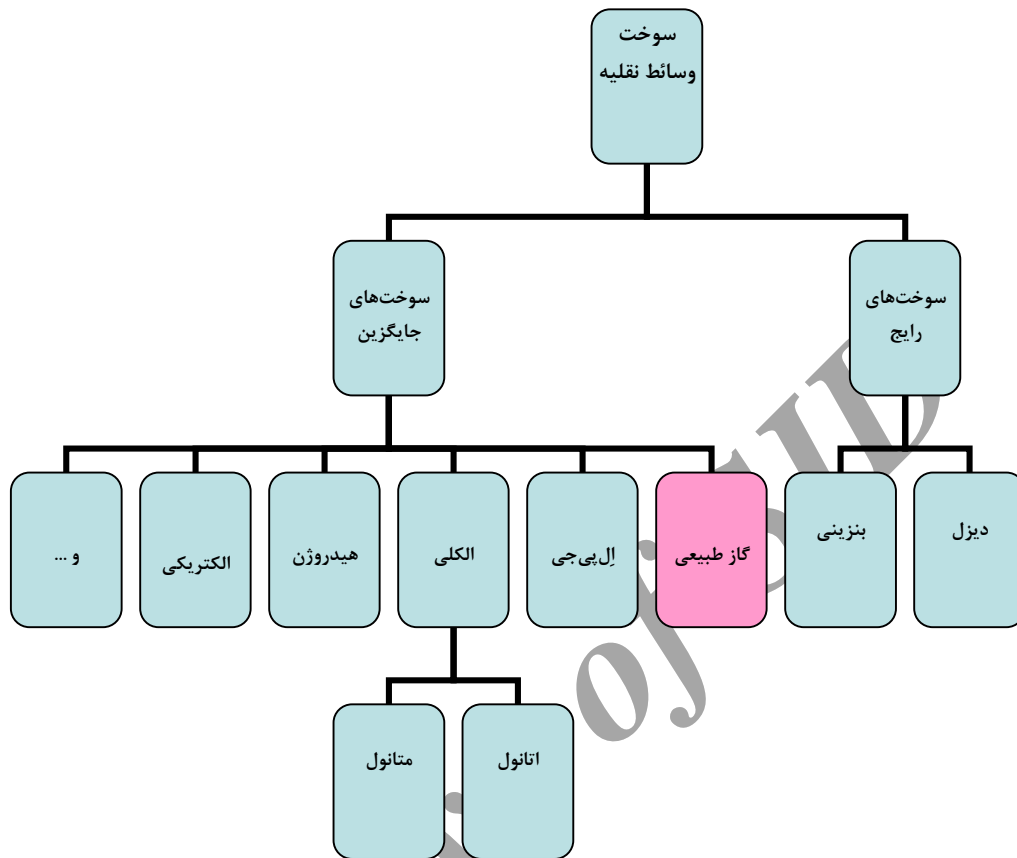 سوخت
وسائط نقلیه
سوخت‌های
رایج
سوخت‌های
جایگزین
دیزل
بنزینی
گاز طبیعی
اِل‌پی‌جی
الکلی
هیدروژن
الکتریکی
و ...
اتانول
متانول